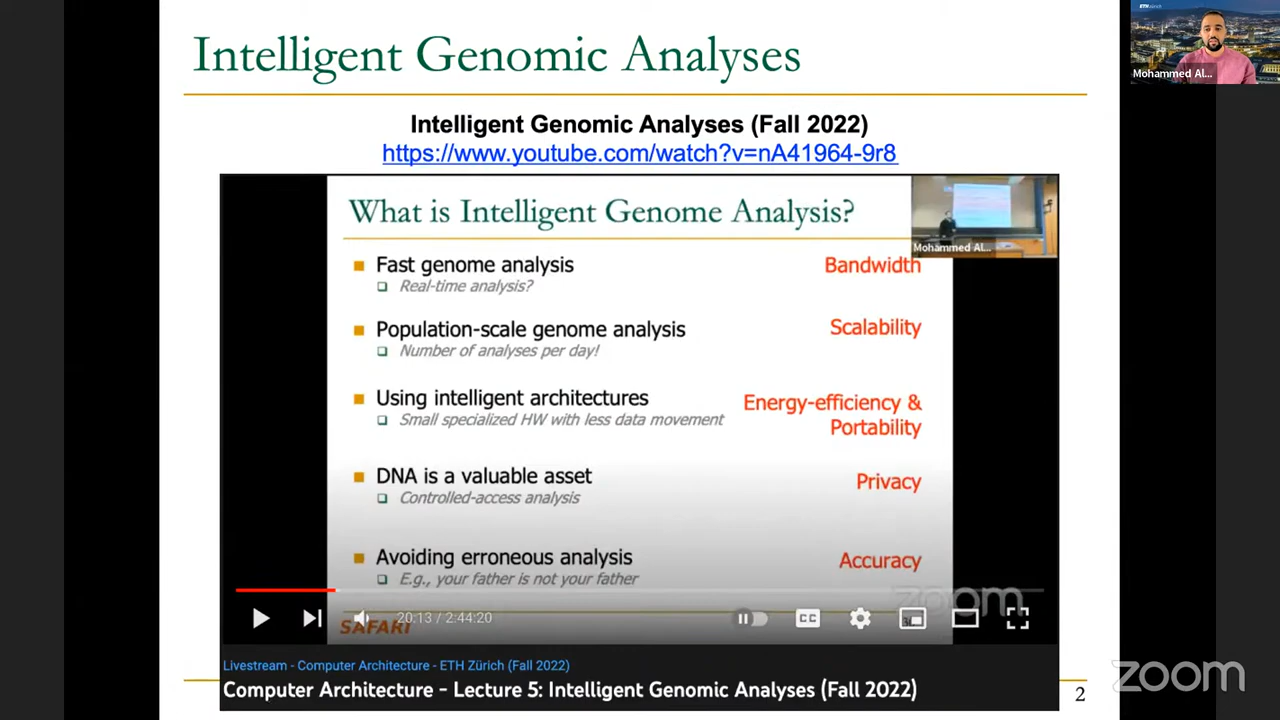 Intelligent Genomic Analyses
ETHzürich
Mohammed Al...
Intelligent Genomic Analyses (Fall 2022)
https://www.youtube.com/watch?v=nA41964-9r8
What is Intelligent Genome Analysis?
Mohammed Al...
Fast genome analysis
Bandwidth
Real-time analysis?
Population-scale genome analysis
Scalability
Number of analyses per day!
Using intelligent architectures
Energy-efficiency &
Small specialized HW with less data movement
Portability
DNA is a valuable asset
Privacy
Controlled-access analysis
Avoiding erroneous analysis
Accuracy
E.g., your father is not your father
zoom
20:13 / 2:44:20
CC
SAFARI
Livestream - Computer Architecture - ETH Zürich (Fall 2022)
Computer Architecture - Lecture 5: Intelligent Genomic Analyses (Fall 2022)
2
zoom